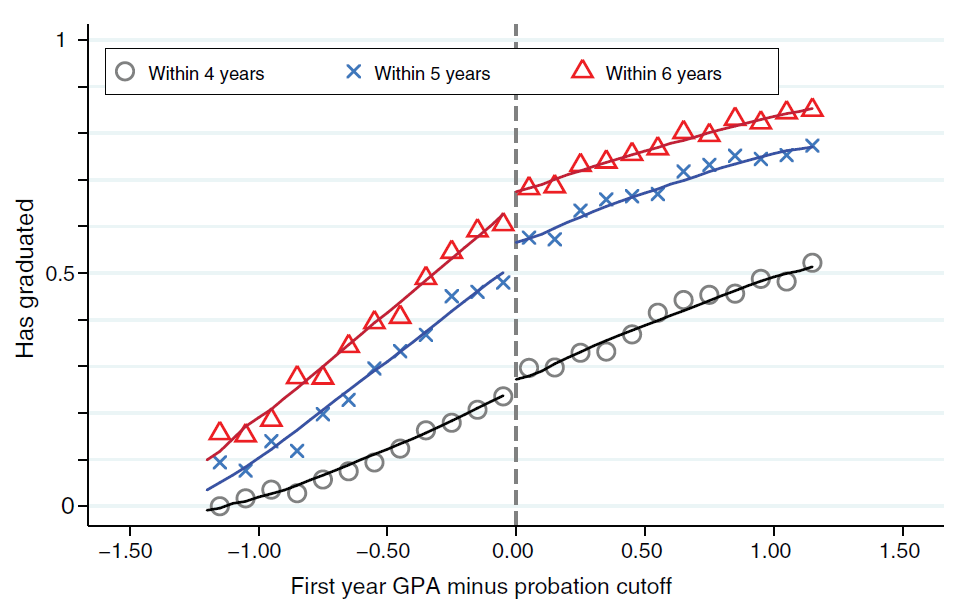 1
Within 4 years Within 5 years Within 6 years
Has graduated
0.5
0
−1.50 −1.00 −0.50 0.00 0.50 1.00 1.50
First year GPA minus probation cutoff